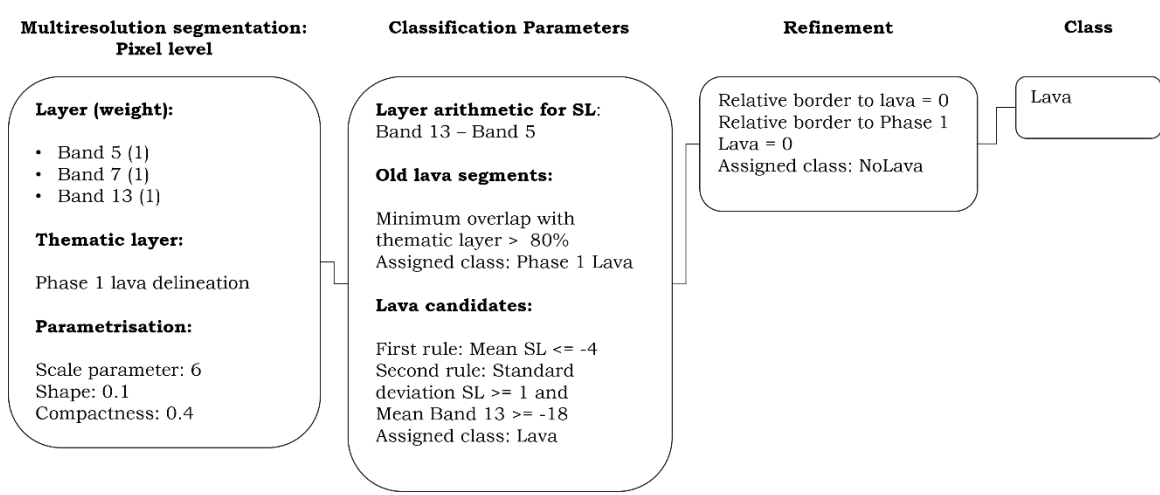 Multiresolution segmentation:
Pixel level
Layer (weight):
• Band 5 (1)
• Band 7 (1)
• Band 13 (1)
Thematic layer:
Phase 1 lava delineation
Parametrisation:
Scale parameter: 6
Shape: 0.1
Compactness: 0.4
Classification Parameters
Layer arithmetic for SL:
Band 13 – Band 5
Old lava segments:
Minimum overlap with
thematic layer > 80%
Assigned class: Phase 1 Lava
Lava candidates:
First rule: Mean SL <= -4
Second rule: Standard
deviation SL >= 1 and
Mean Band 13 >= -18
Assigned class: Lava
Refinement
Relative border to lava = 0
Relative border to Phase 1
Lava = 0
Assigned class: NoLava
Class
Lava